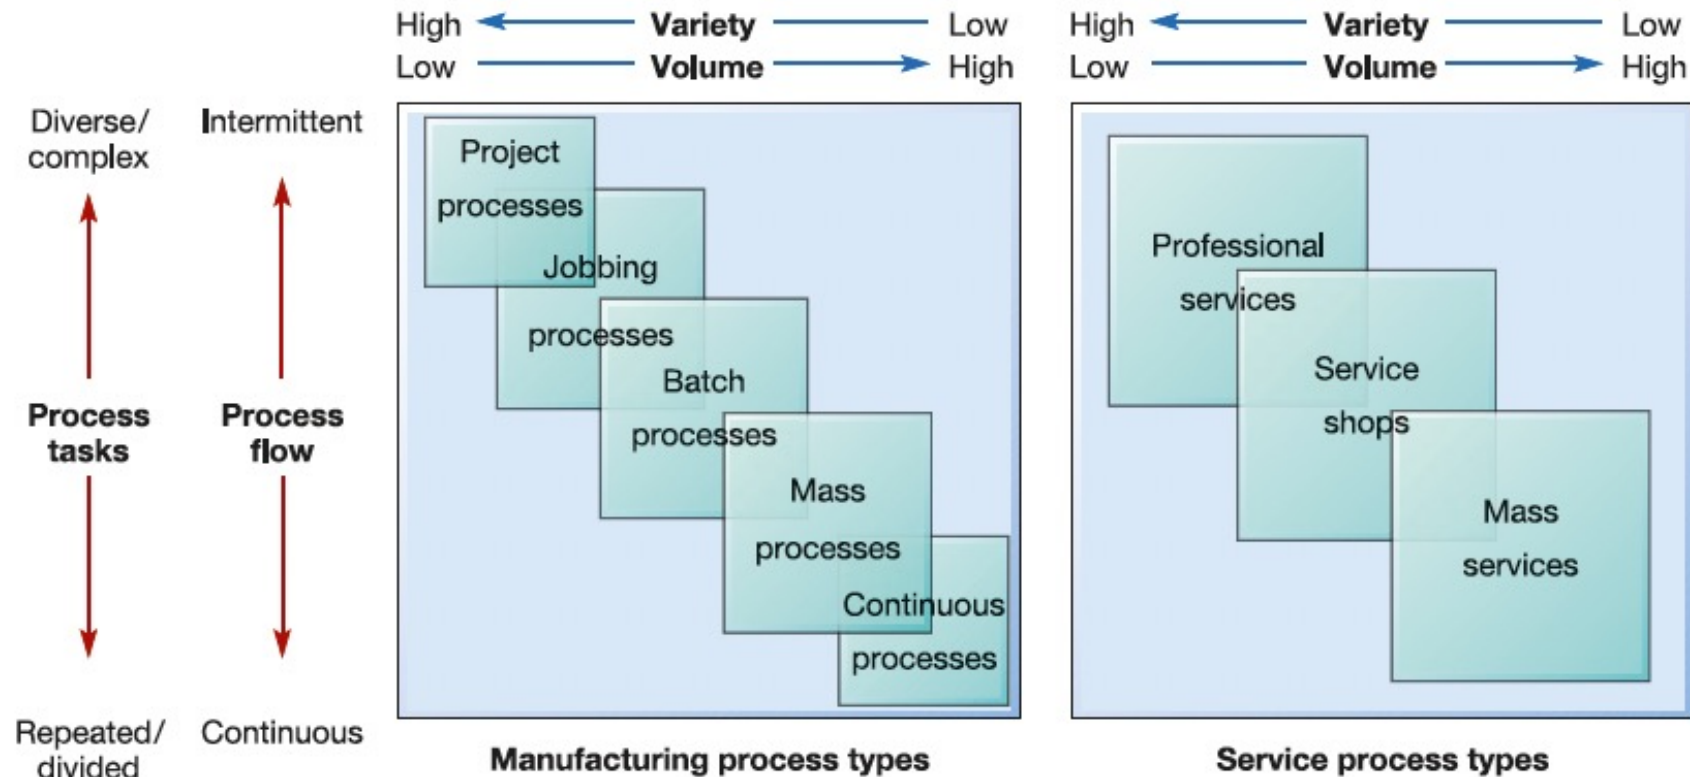 High Variety Low
Low Volume High
High Variety Low
Low Volume High
Diverse/
complex
Intermittent
Process
tasks
Process
flow
Repeated/
divided
Continuous
Project
processes
Jobbing
processes
Batch
processes
Mass
processes
Continuous
processes
Manufacturing process types
Professional
services
Service
shops
Mass
services
Service process types